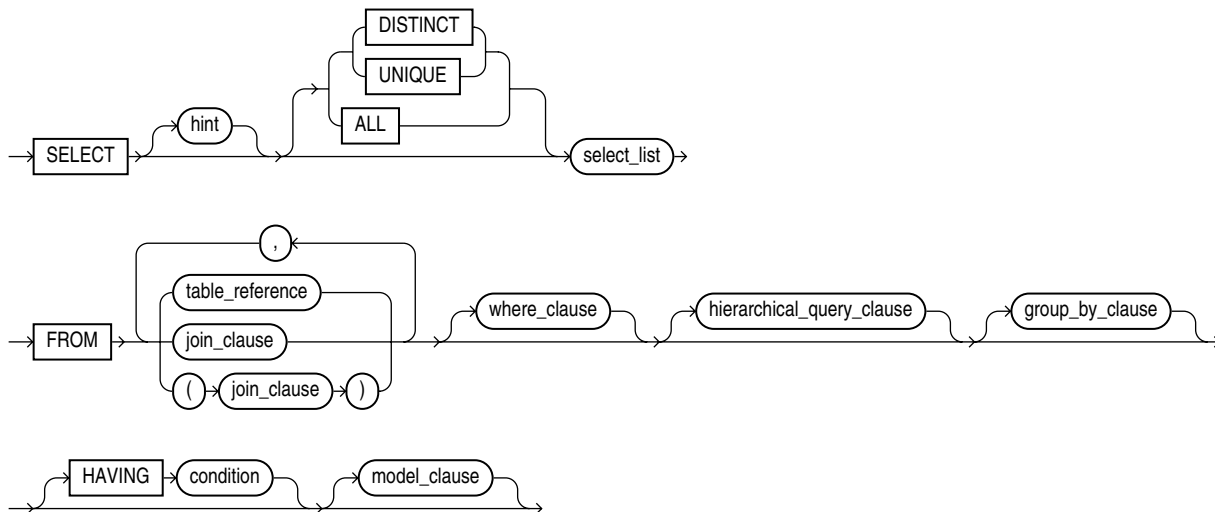 DISTINCT
UNIQUE
hint
ALL
SELECT
select_list
,
table_reference
where_clause
hierarchical_query_clause
group_by_clause
FROM
join_clause
( join_clause )
HAVING condition
model_clause